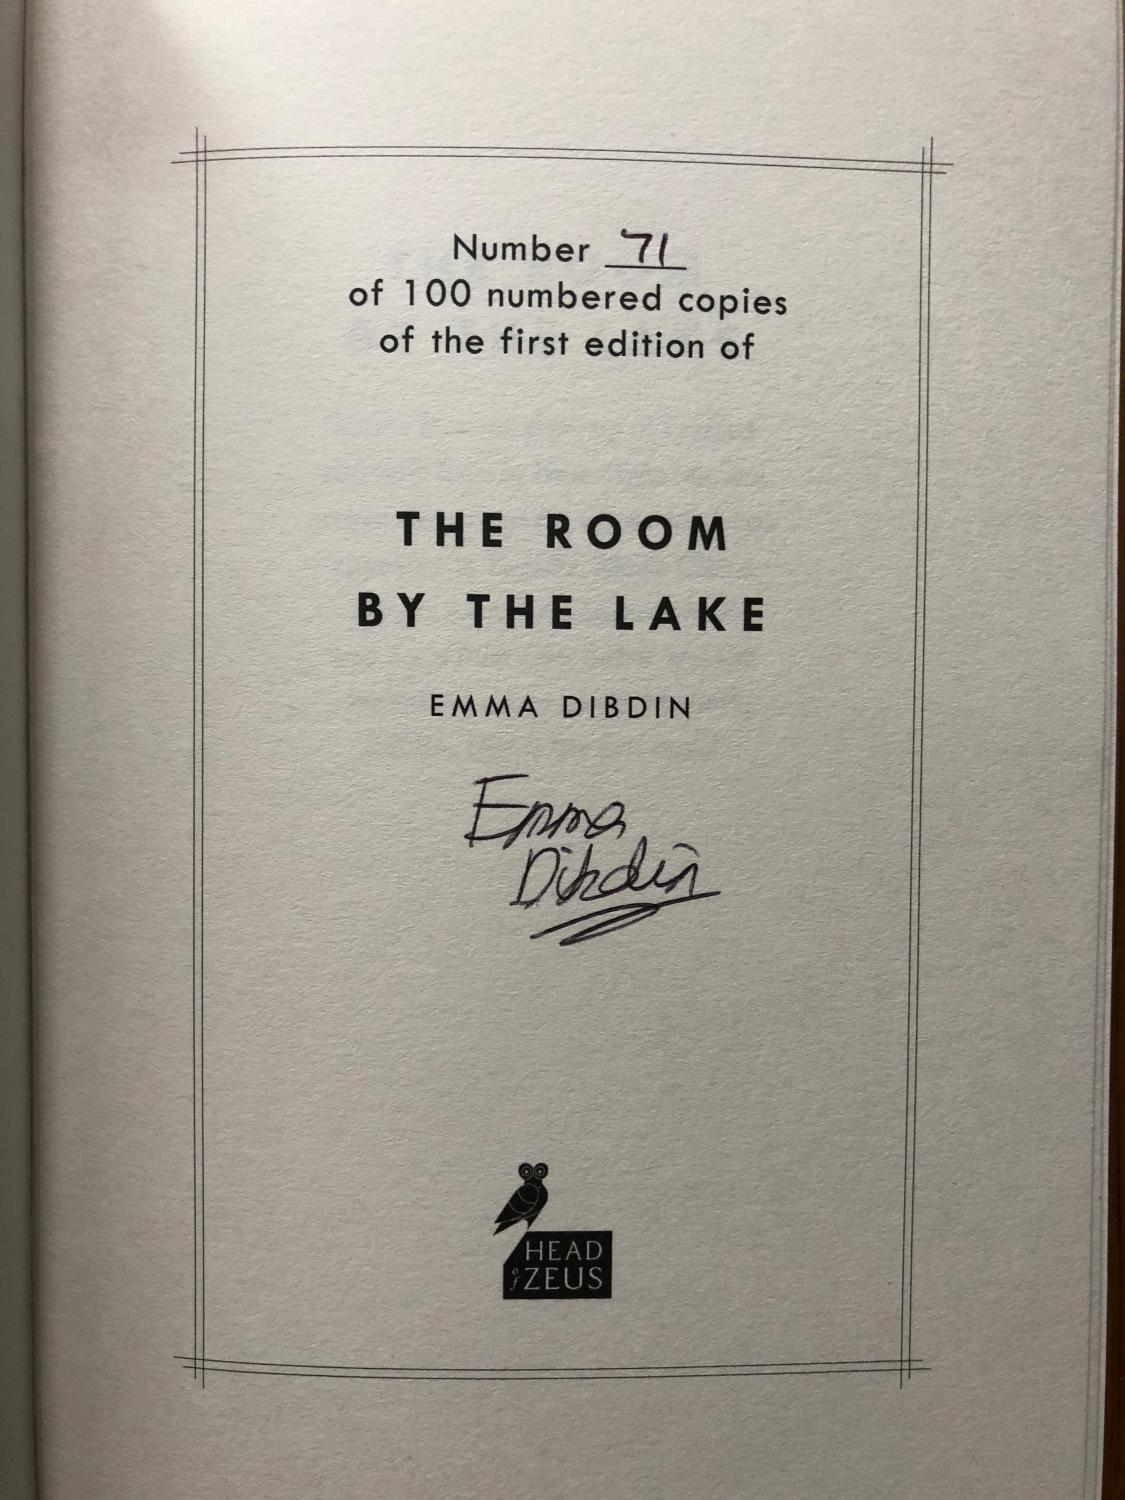 Number 71
of 100 numbered copies
of the first edition of
THE ROOM
BY THE LAKE
EMMA DIBDIN
Emma
Dibdin
HEAD
of ZEUS